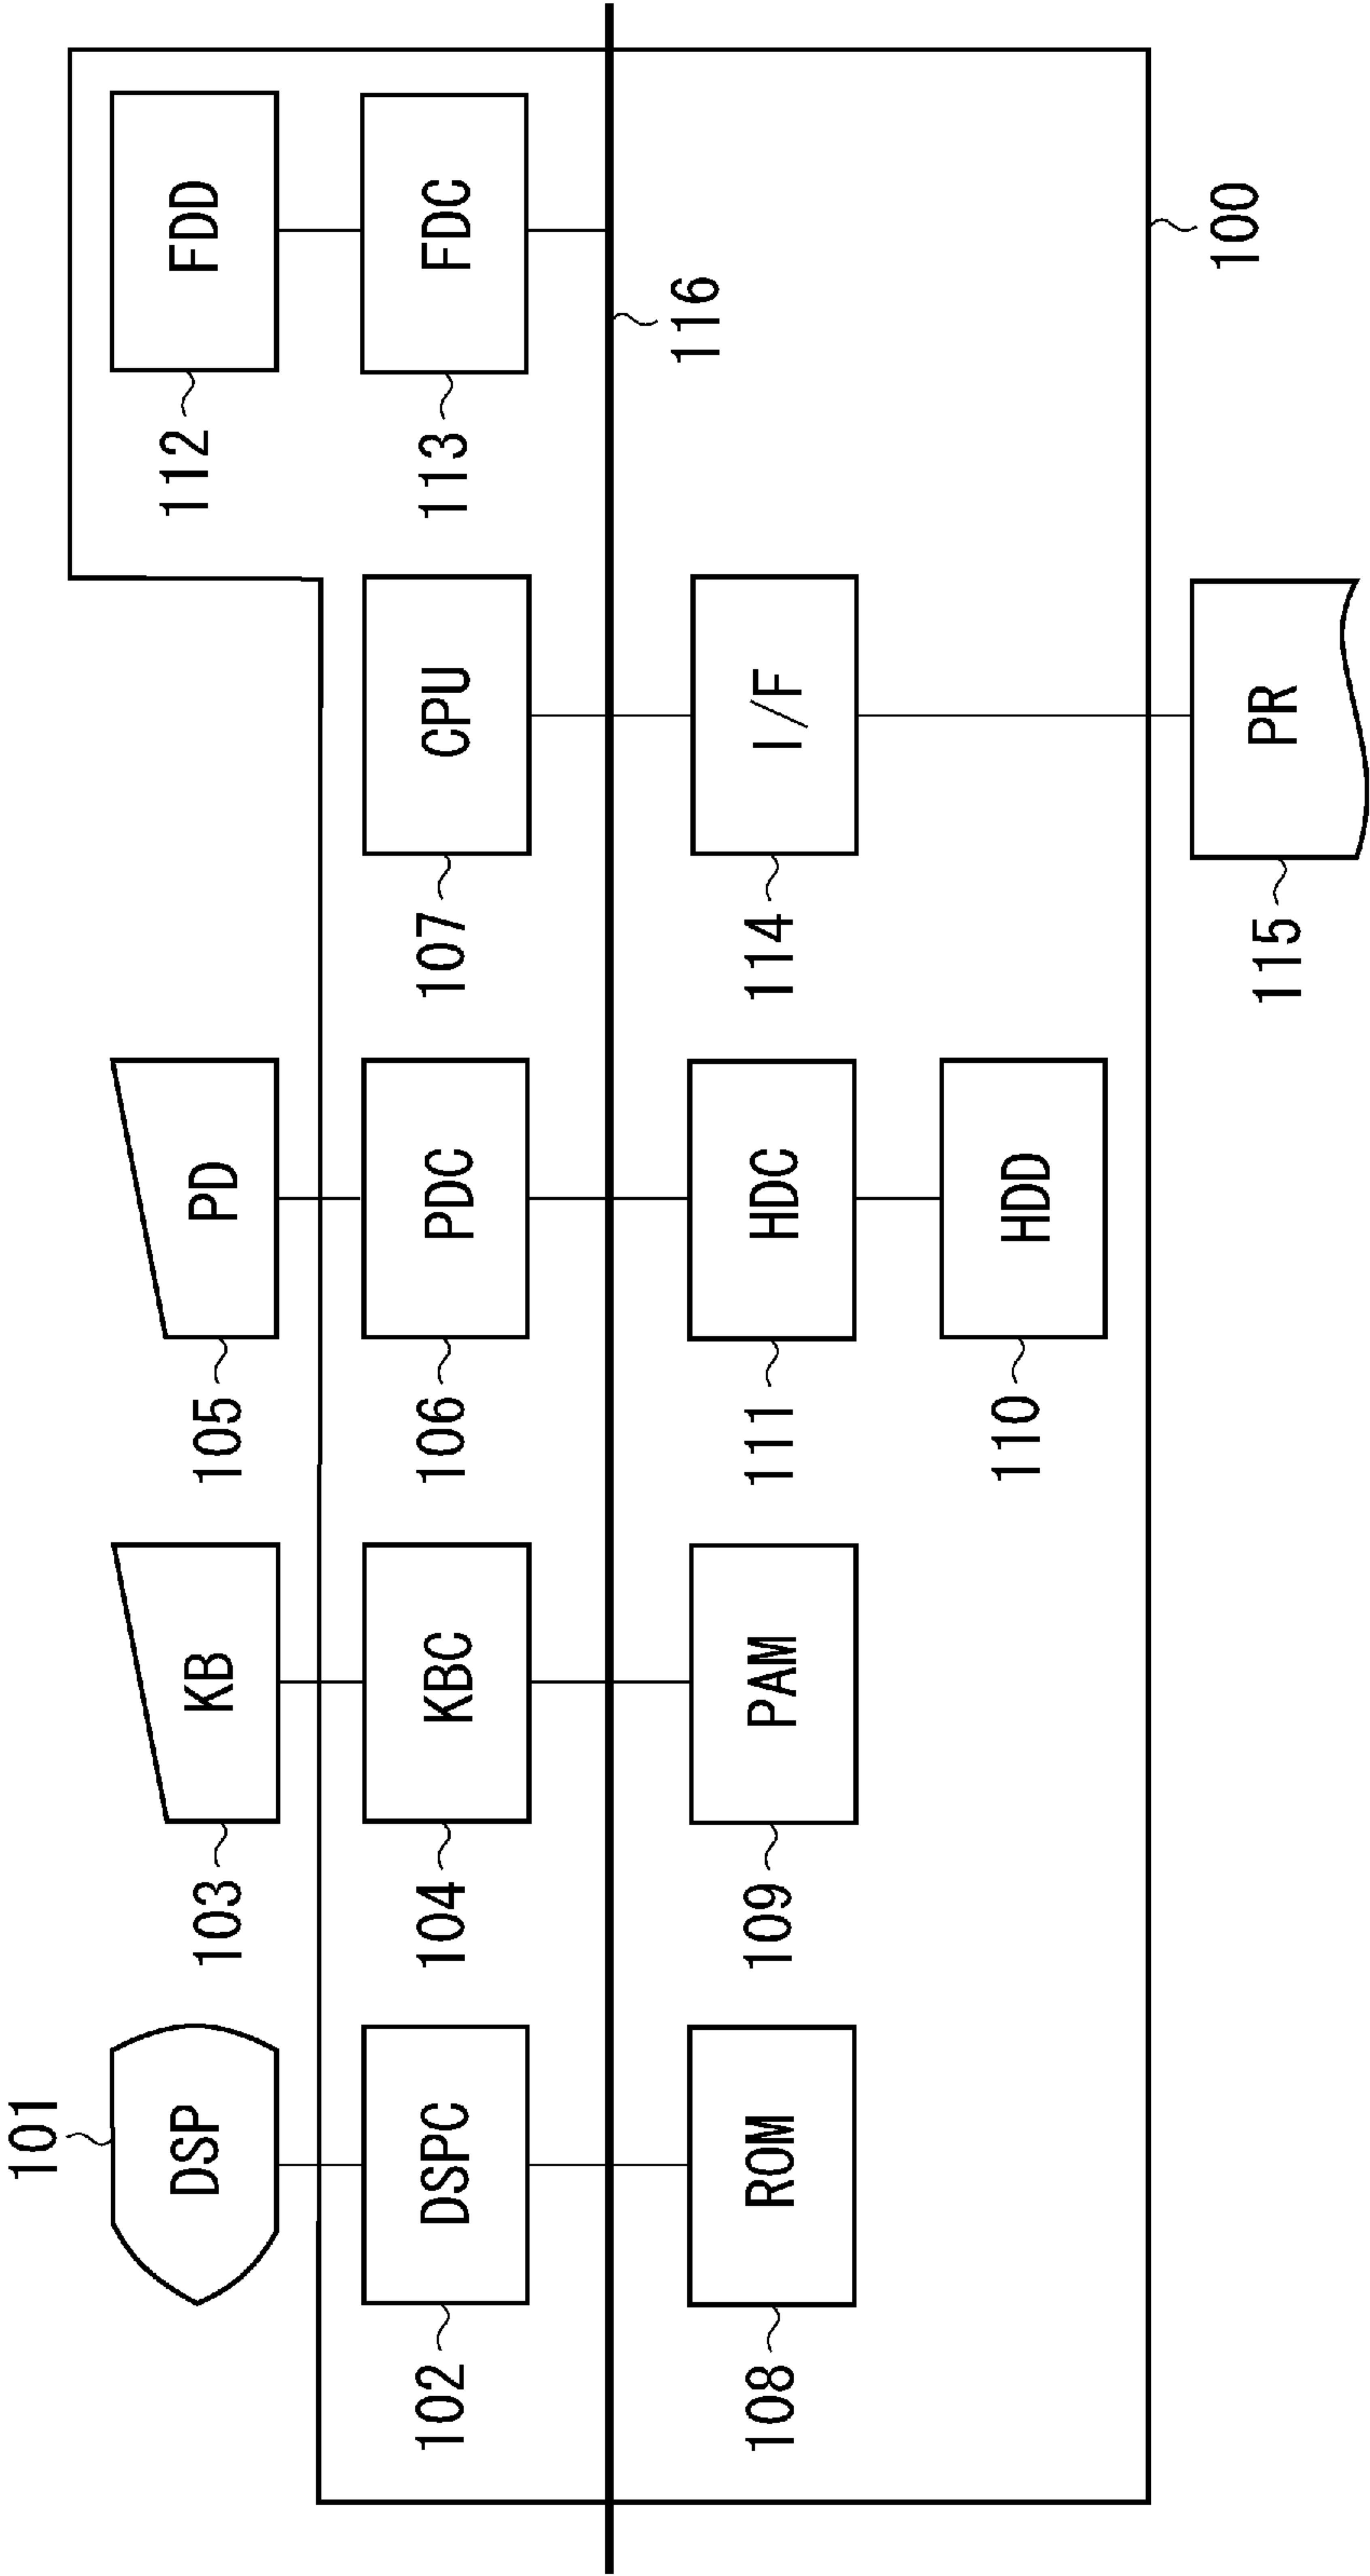 101
DSP
KB
103
PD
105
FDD
112
DSPC
102
KBC
104
PDC
106
CPU
107
FDC
113
116
ROM
108
PAM
109
HDC
111
I/F
114
HDD
110
100
PR
115